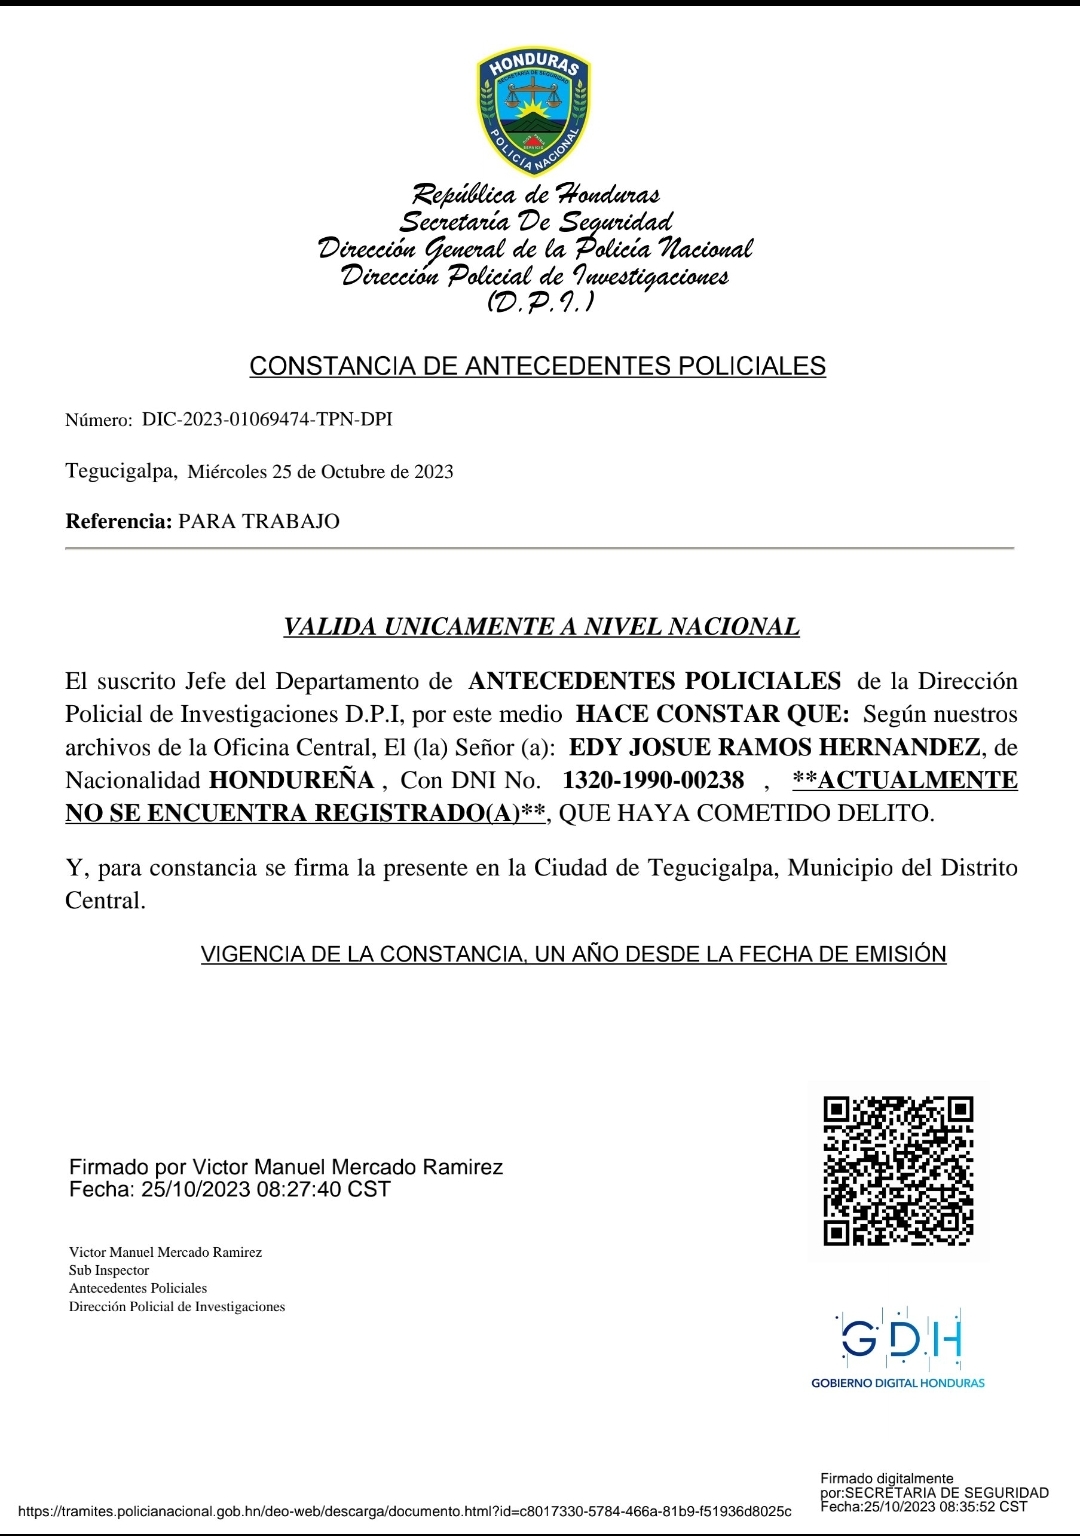 HONDURAS
SECRETARÍA DE SEGURIDAD
POLICÍA NACIONAL
República de Honduras
Secretaría De Seguridad
Dirección General de la Policía Nacional
Dirección Policial de Investigaciones
(D.P.I.)
CONSTANCIA DE ANTECEDENTES POLICIALES
Número: DIC-2023-01069474-TPN-DPI
Tegucigalpa, Miércoles 25 de Octubre de 2023
Referencia: PARA TRABAJO
VALIDA UNICAMENTE A NIVEL NACIONAL
El suscrito Jefe del Departamento de ANTECEDENTES POLICIALES de la Dirección
Policial de Investigaciones D.P.I, por este medio HACE CONSTAR QUE: Según nuestros
archivos de la Oficina Central, El (la) Señor (a): EDY JOSUE RAMOS HERNANDEZ, de
Nacionalidad HONDUREÑA , Con DNI No. 1320-1990-00238 , **ACTUALMENTE
NO SE ENCUENTRA REGISTRADO(A)**, QUE HAYA COMETIDO DELITO.
Y, para constancia se firma la presente en la Ciudad de Tegucigalpa, Municipio del Distrito
Central.
VIGENCIA DE LA CONSTANCIA, UN AÑO DESDE LA FECHA DE EMISIÓN
Firmado por Victor Manuel Mercado Ramirez
Fecha: 25/10/2023 08:27:40 CST
Victor Manuel Mercado Ramirez
Sub Inspector
Antecedentes Policiales
Dirección Policial de Investigaciones
GDH
GOBIERNO DIGITAL HONDURAS
Firmado digitalmente
por:SECRETARIA DE SEGURIDAD
Fecha:25/10/2023 08:35:52 CST
https://tramites.policianacional.gob.hn/deo-web/descarga/documento.html?id=c8017330-5784-466a-81b9-f51936d8025c